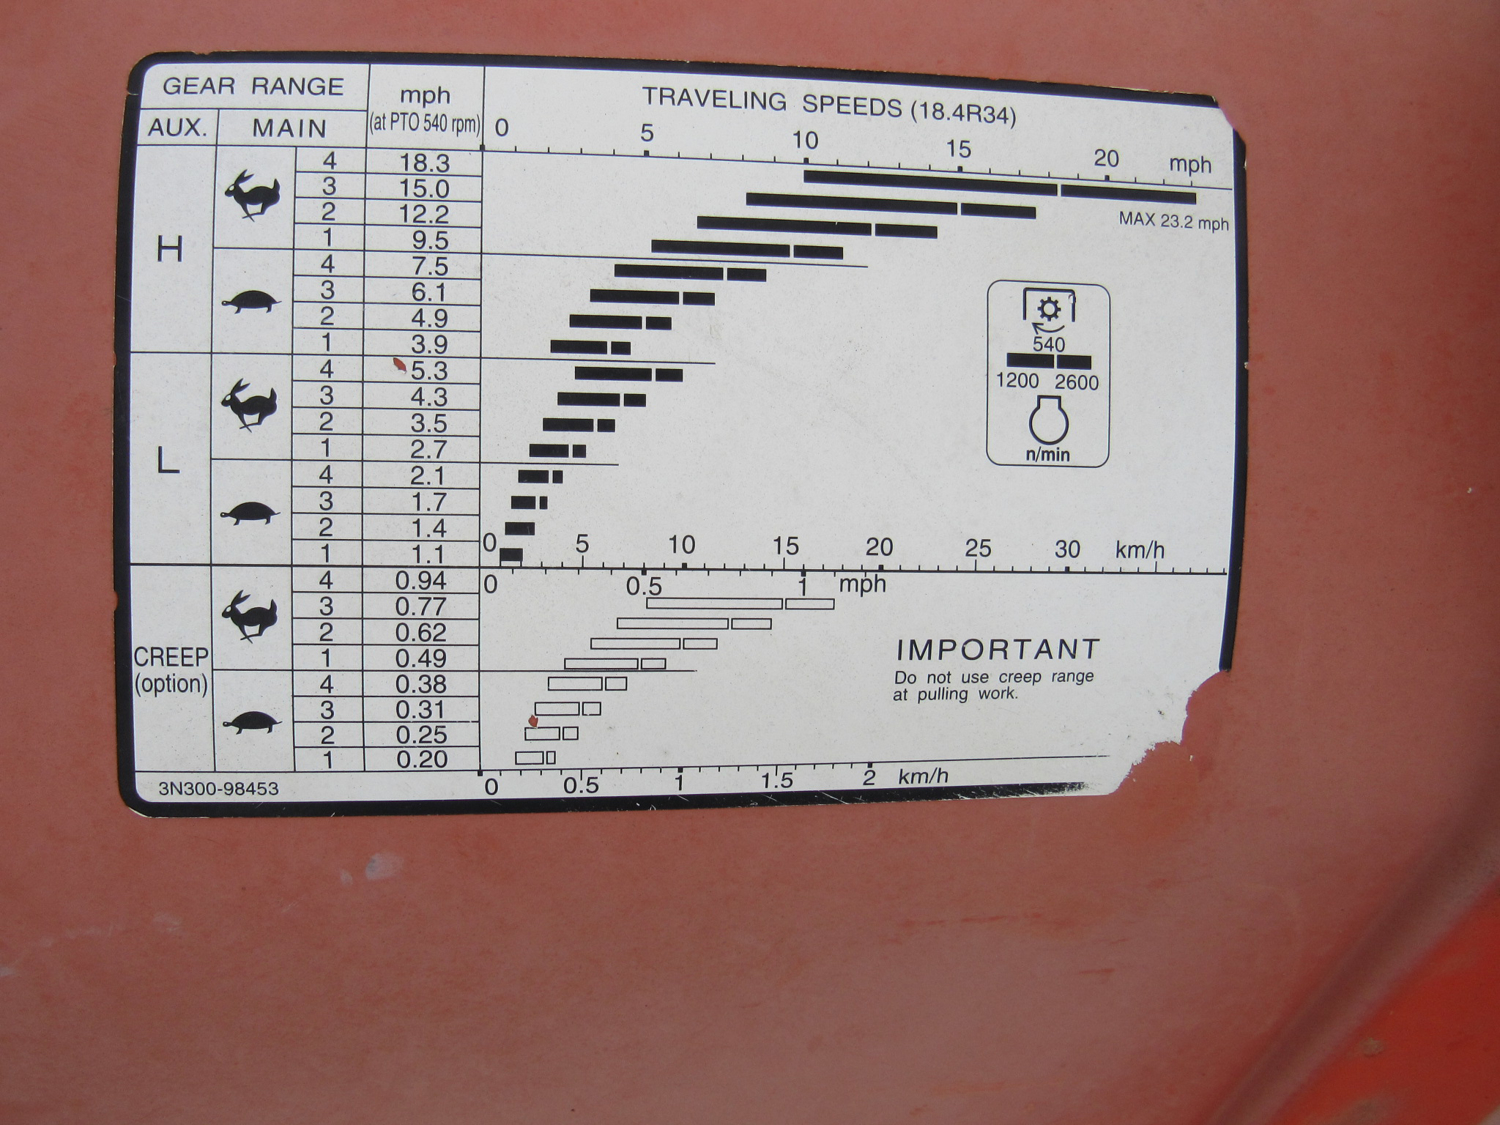 GEAR RANGE
mph
(at PTO 540 rpm)
TRAVELING SPEEDS (18.4R34)
AUX. MAIN
0 5 10 15 20 mph
H
4 18.3
3 15.0
2 12.2
1 9.5
MAX 23.2 mph
4 7.5
3 6.1
2 4.9
1 3.9
540
1200 2600
n/min
L
4 5.3
3 4.3
2 3.5
1 2.7
4 2.1
3 1.7
2 1.4
1 1.1
0 5 10 15 20 25 30 km/h
0 0.5 1 mph
CREEP
(option)
4 0.94
3 0.77
2 0.62
1 0.49
4 0.38
3 0.31
2 0.25
1 0.20
IMPORTANT
Do not use creep range
at pulling work.
0 0.5 1 1.5 2 km/h
3N300-98453